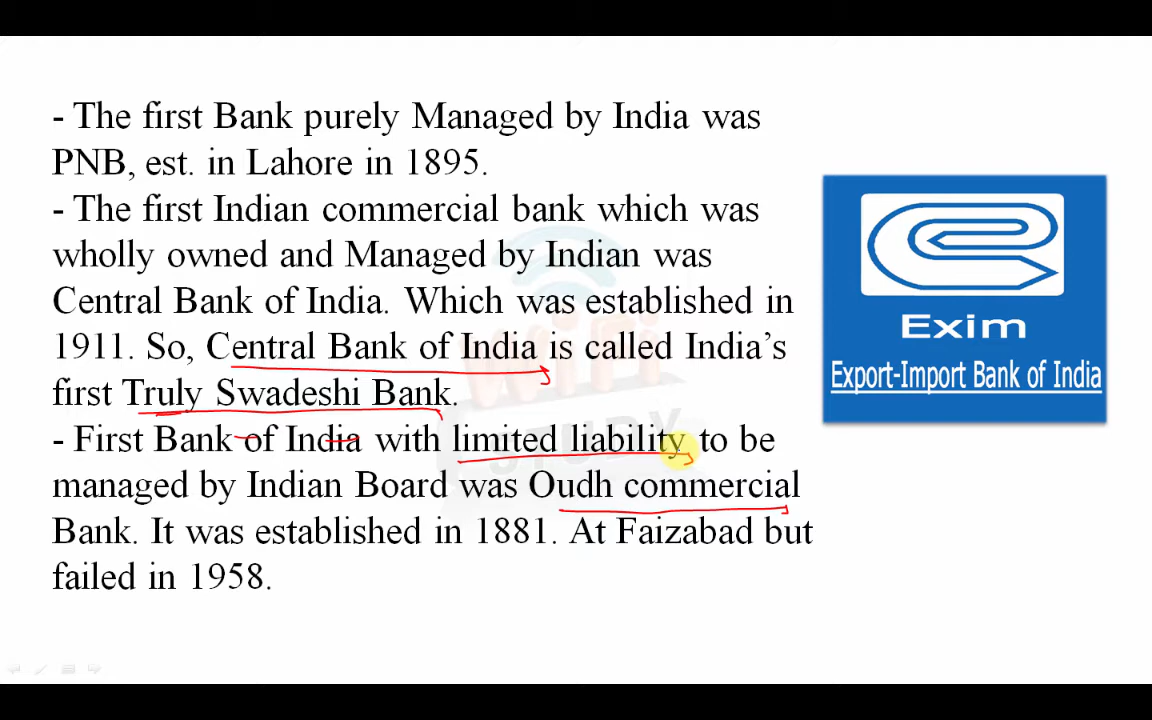 - The first Bank purely Managed by India was
PNB, est. in Lahore in 1895.
- The first Indian commercial bank which was
wholly owned and Managed by Indian was
Central Bank of India. Which was established in
1911. So, Central Bank of India is called India’s
first Truly Swadeshi Bank.
- First Bank of India with limited liability to be
managed by Indian Board was Oudh commercial
Bank. It was established in 1881. At Faizabad but
failed in 1958.
Exim
Export-Import Bank of India
wifi
STUDY